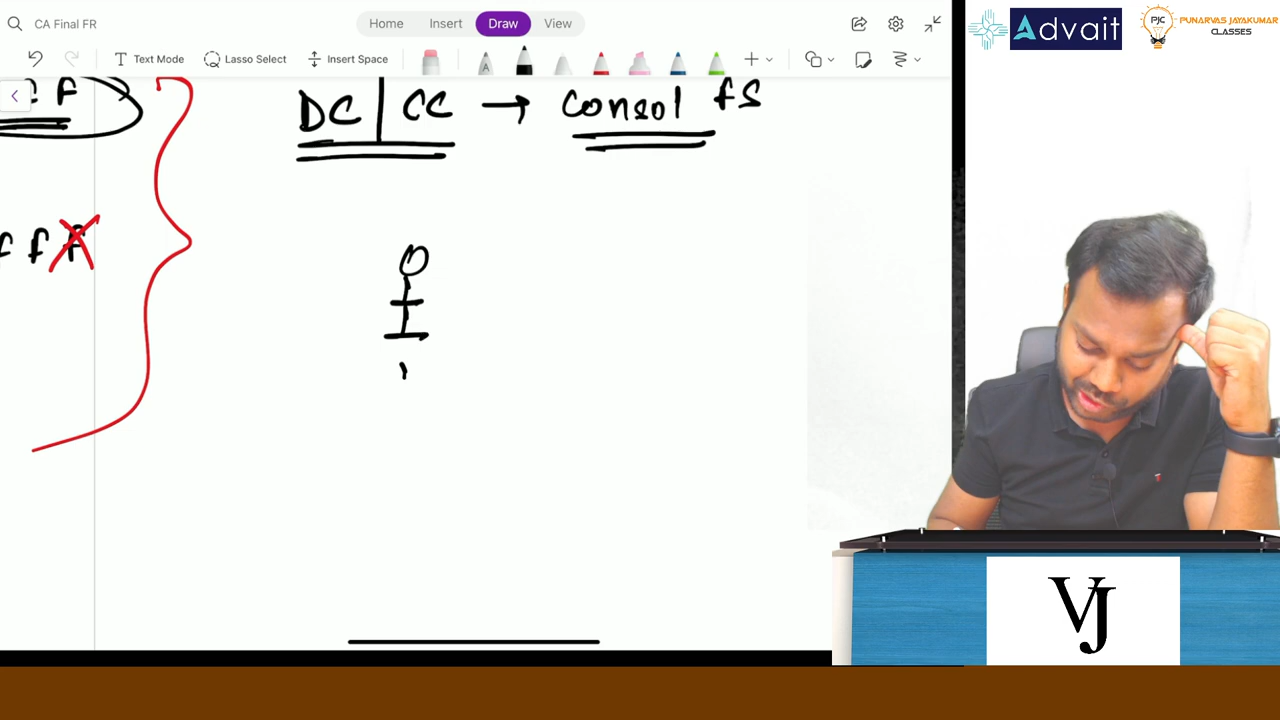 CA Final FR
Home Insert Draw View
Text Mode Lasso Select Insert Space
F
DC | CC → Consol fS
f f f
Advait
PJC
PUNARVAS JAYAKUMAR
CLASSES
VJ